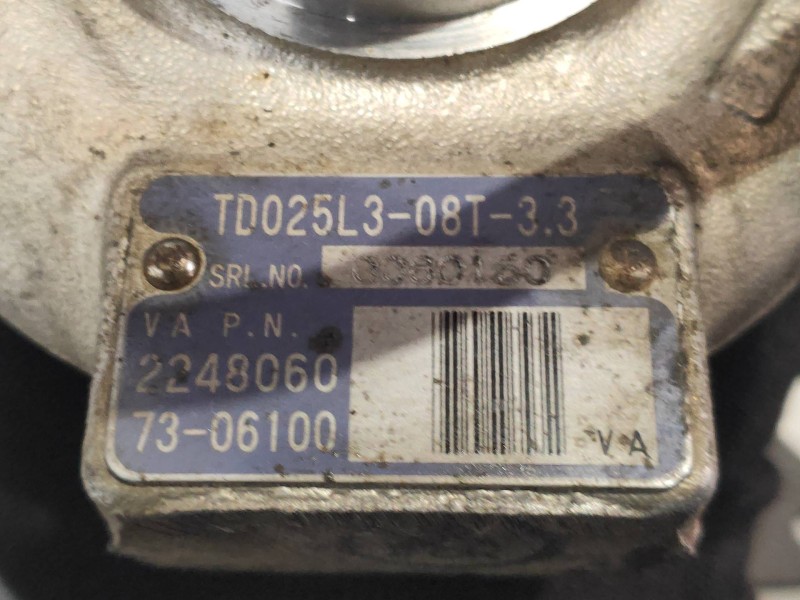 TD025L3-08T-3.3
SRL.NO.
VA P.N.
2248060
73-06100
VA